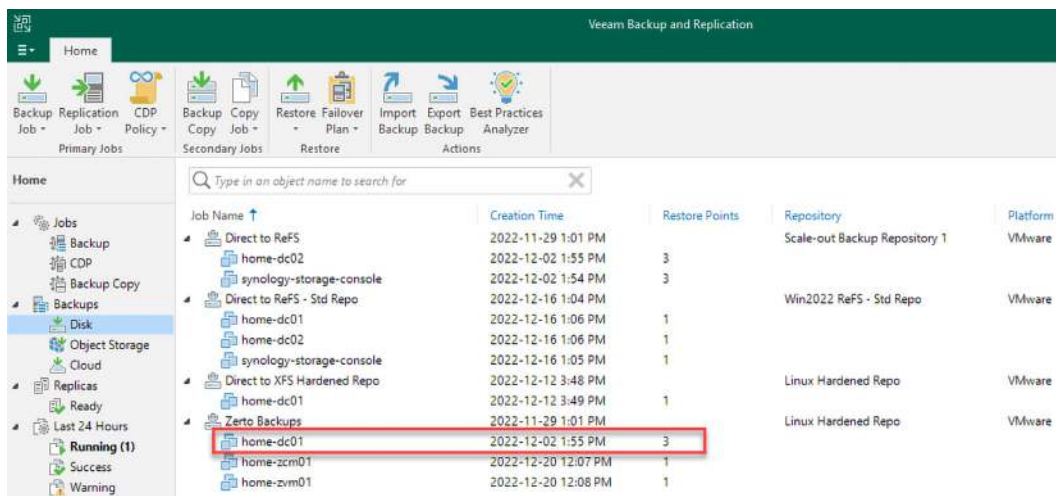 Veeam Backup and Replication
Home
Backup Job Replication Job CDP Policy Backup Copy Copy Job Restore Failover Plan Import Backup Export Backup Best Practices Analyzer
Primary Jobs Secondary Jobs Restore Actions
Home
Type in an object name to search for
Jobs
Backup
CDP
Backup Copy
Backups
Disk
Object Storage
Cloud
Replicas
Ready
Last 24 Hours
Running (1)
Success
Warning
Job Name Creation Time Restore Points Repository Platform
Direct to ReFS 2022-11-29 1:01 PM Scale-out Backup Repository 1 VMware
home-dc02 2022-12-02 1:55 PM 3
synology-storage-console 2022-12-02 1:54 PM 3
Direct to ReFS - Std Repo 2022-12-16 1:04 PM Win2022 ReFS - Std Repo VMware
home-dc01 2022-12-16 1:06 PM 1
home-dc02 2022-12-16 1:06 PM 1
synology-storage-console 2022-12-16 1:05 PM 1
Direct to XFS Hardened Repo 2022-12-12 3:48 PM Linux Hardened Repo VMware
home-dc01 2022-12-12 3:49 PM 1
Zerto Backups 2022-11-29 1:01 PM Linux Hardened Repo VMware
home-dc01 2022-12-02 1:55 PM 3
home-zcm01 2022-12-20 12:07 PM 1
home-zvm01 2022-12-20 12:08 PM 1